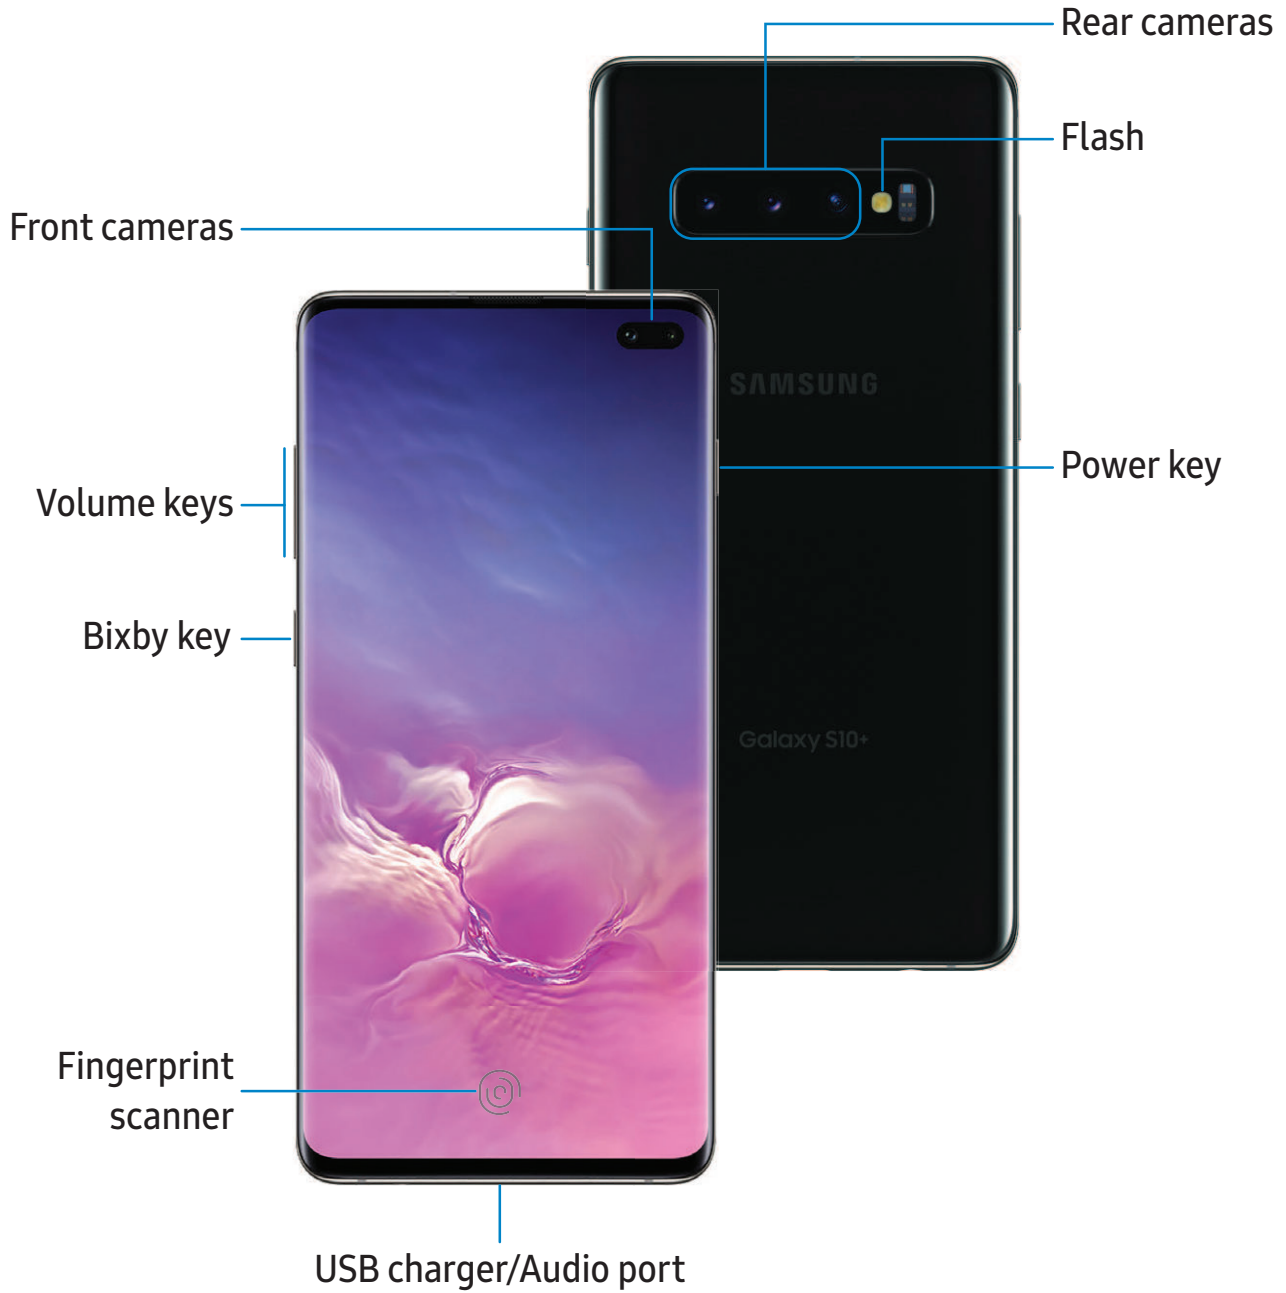 Rear cameras
Flash
Front cameras
SAMSUNG
Power key
Volume keys
Bixby key
Galaxy S10+
Fingerprint
scanner
USB charger/Audio port